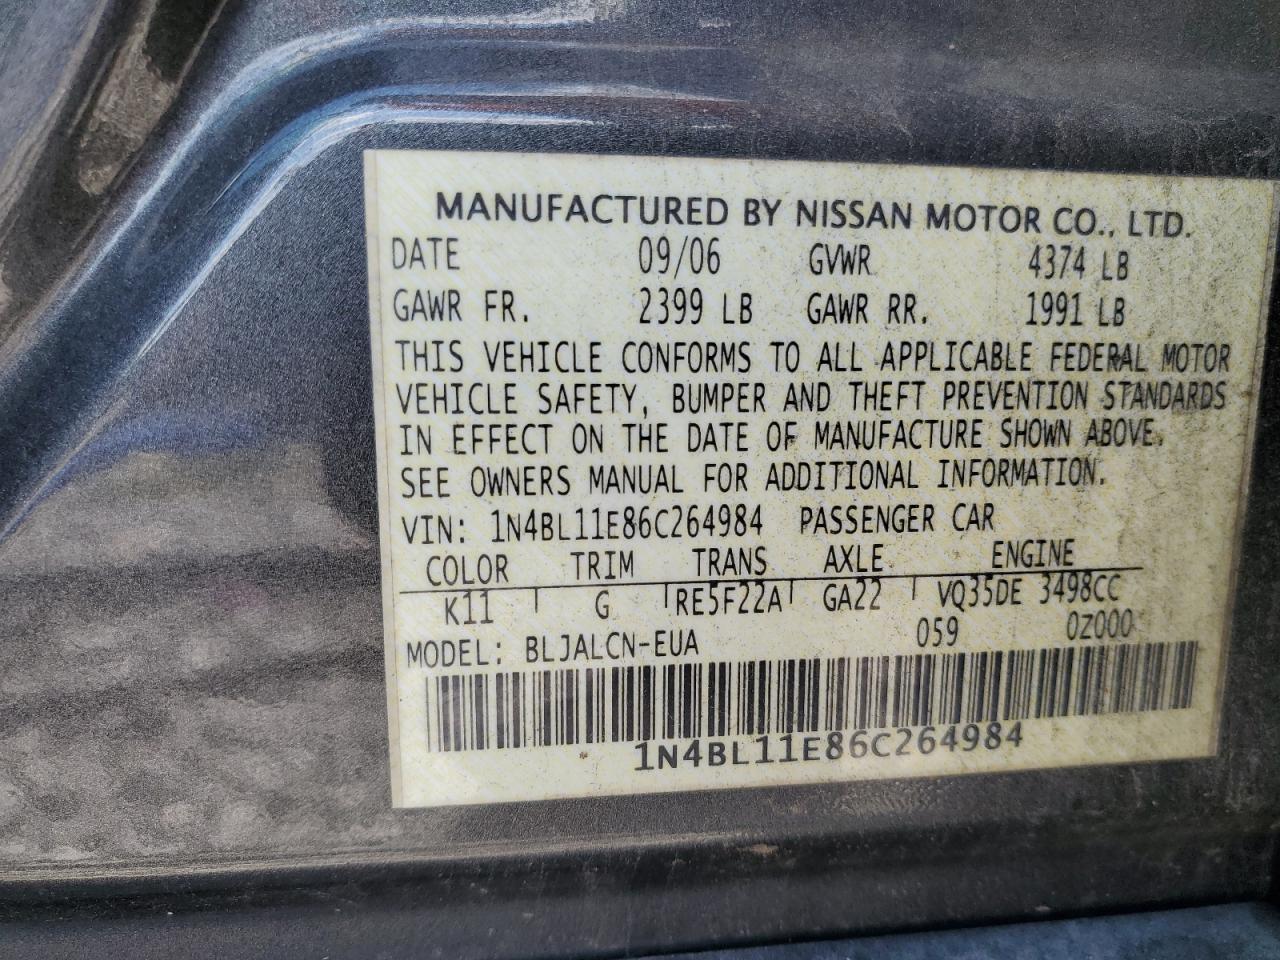 MANUFACTURED BY NISSAN MOTOR CO., LTD.
DATE 09/06 GVWR 4374 LB
GAWR FR. 2399 LB GAWR RR. 1991 LB
THIS VEHICLE CONFORMS TO ALL APPLICABLE FEDERAL MOTOR
VEHICLE SAFETY, BUMPER AND THEFT PREVENTION STANDARDS
IN EFFECT ON THE DATE OF MANUFACTURE SHOWN ABOVE.
SEE OWNERS MANUAL FOR ADDITIONAL INFORMATION.
VIN: 1N4BL11E86C264984 PASSENGER CAR
COLOR TRIM TRANS AXLE ENGINE
K11 G RE5F22A GA22 VQ35DE 3498CC
MODEL: BLJALCN-EUA 059 0Z000
1N4BL11E86C264984